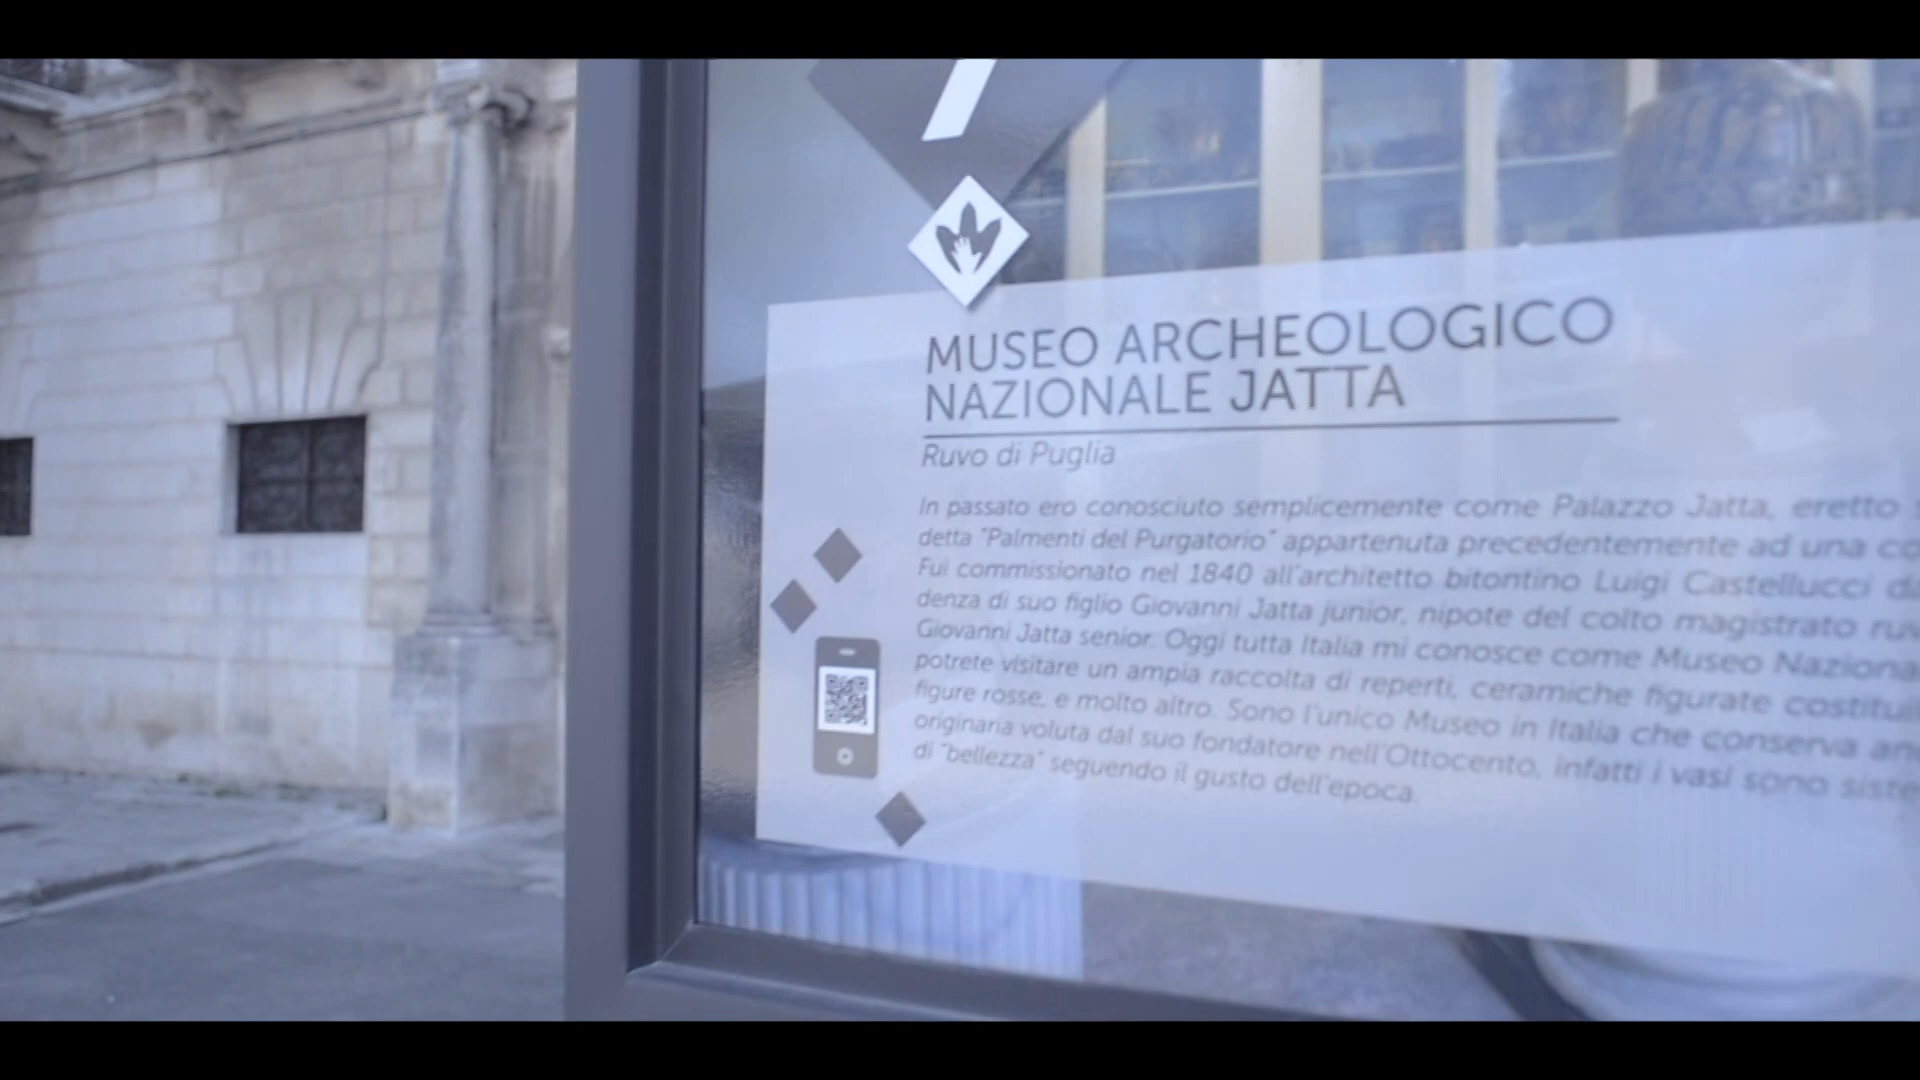 MUSEO ARCHEOLOGICO
NAZIONALE JATTA
Ruvo di Puglia
In passato ero conosciuto semplicemente come Palazzo Jatta, eretto
detta "Palmenti del Purgatorio" appartenuta precedentemente ad una
Fui commissionato nel 1840 all'architetto bitontino Luigi Castellucci
denza di suo figlio Giovanni Jatta junior, nipote del colto magistrato
Giovanni Jatta senior. Oggi tutta Italia mi conosce come Museo
potrete visitare un ampia raccolta di reperti, ceramiche figurate
figure rosse, e molto altro. Sono l'unico Museo in Italia che conserva
originaria voluta dal suo fondatore nell'Ottocento, infatti i vasi sono
di "bellezza" seguendo il gusto dell'epoca.